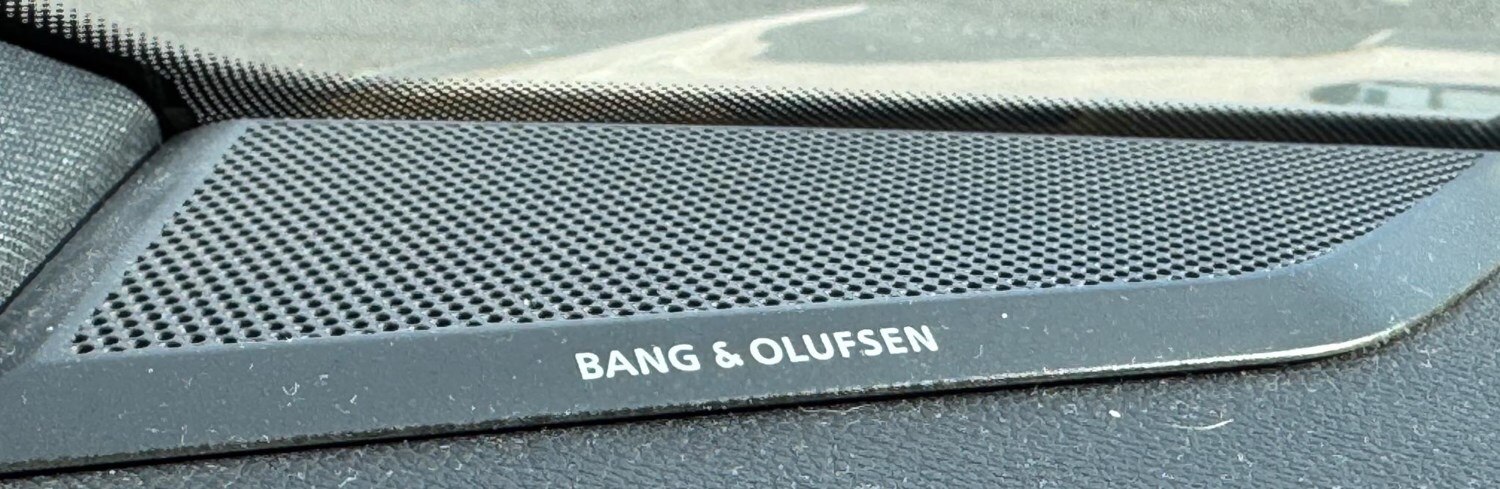 BANG & OLUFSEN